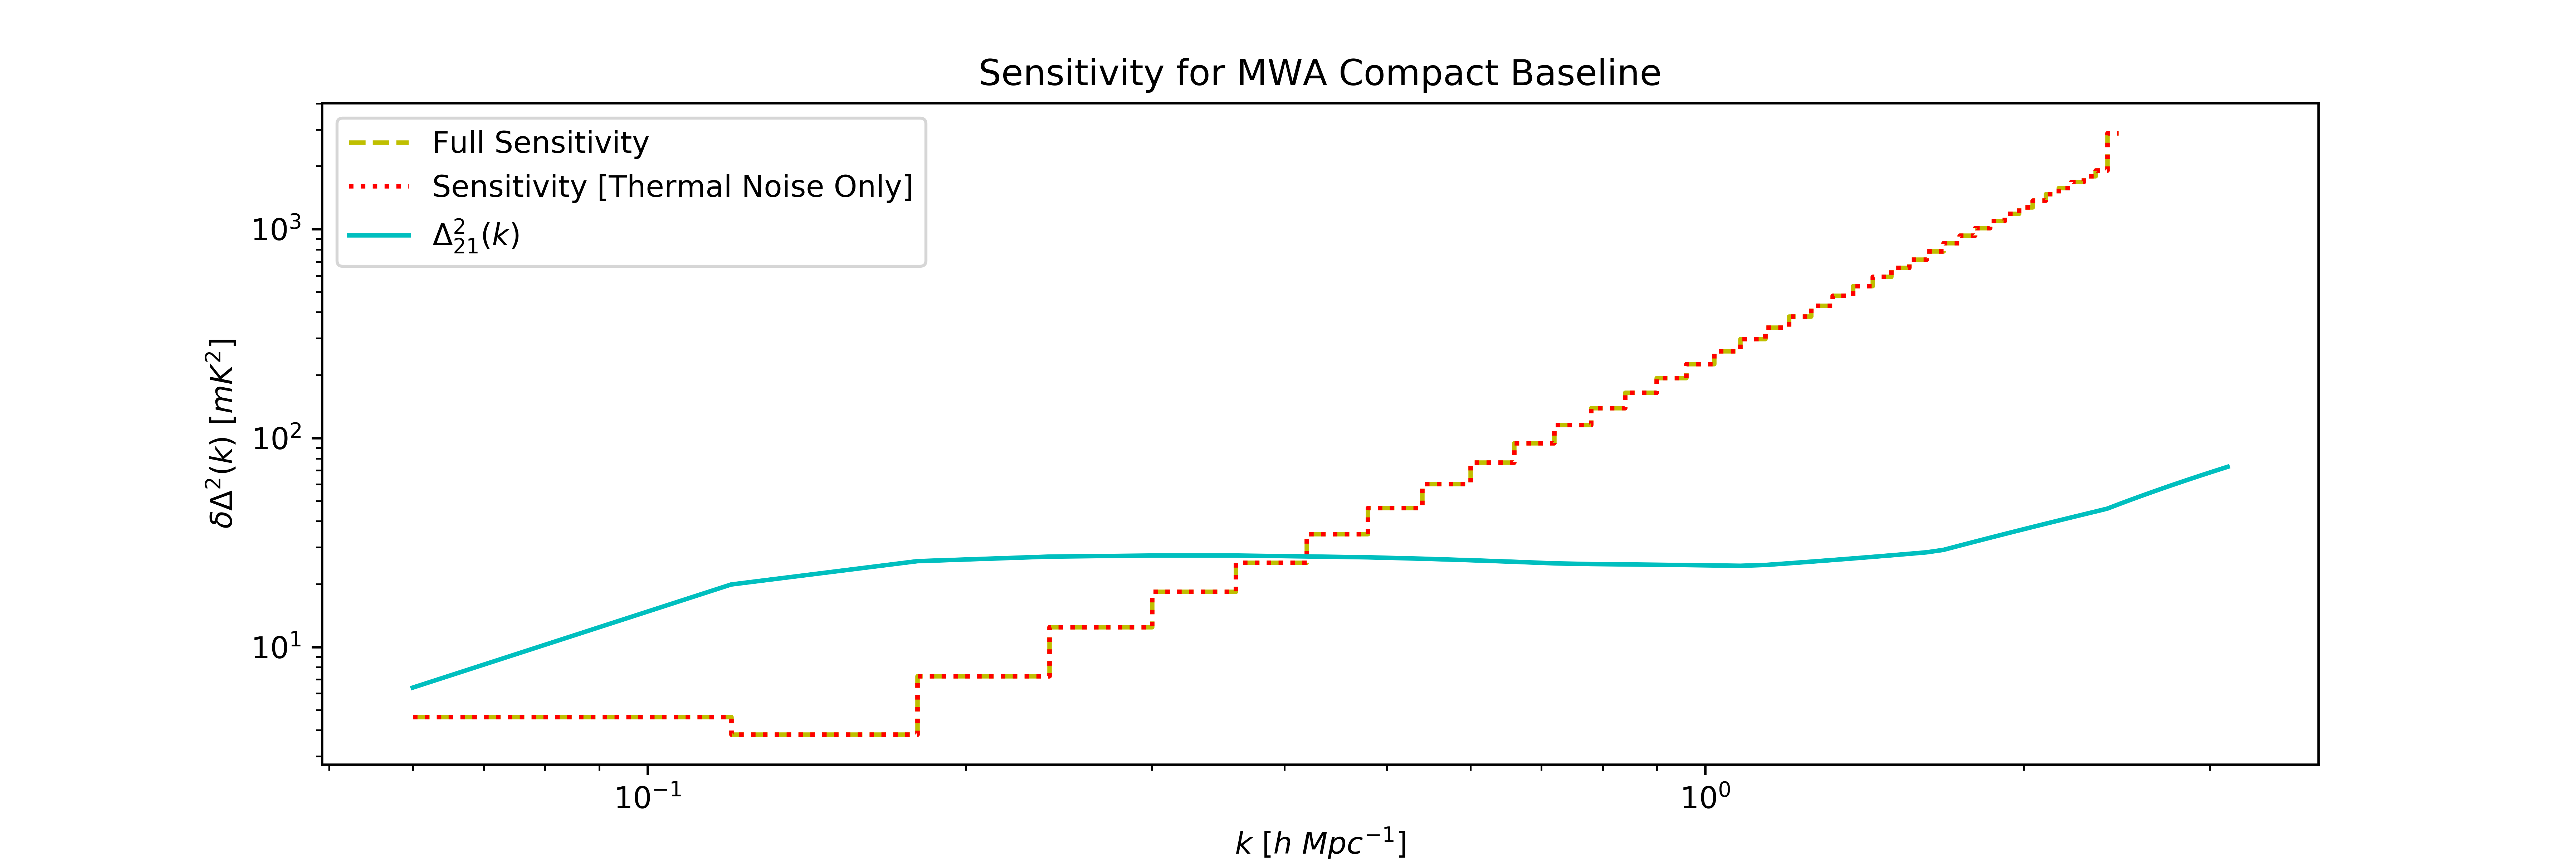 Sensitivity for MWA Compact Baseline
Full Sensitivity
Sensitivity [Thermal Noise Only]
Δ²₂₁(k)
10³
10²
10¹
δΔ²(k) [mK²]
10⁻¹ 10⁰
k [h Mpc⁻¹]